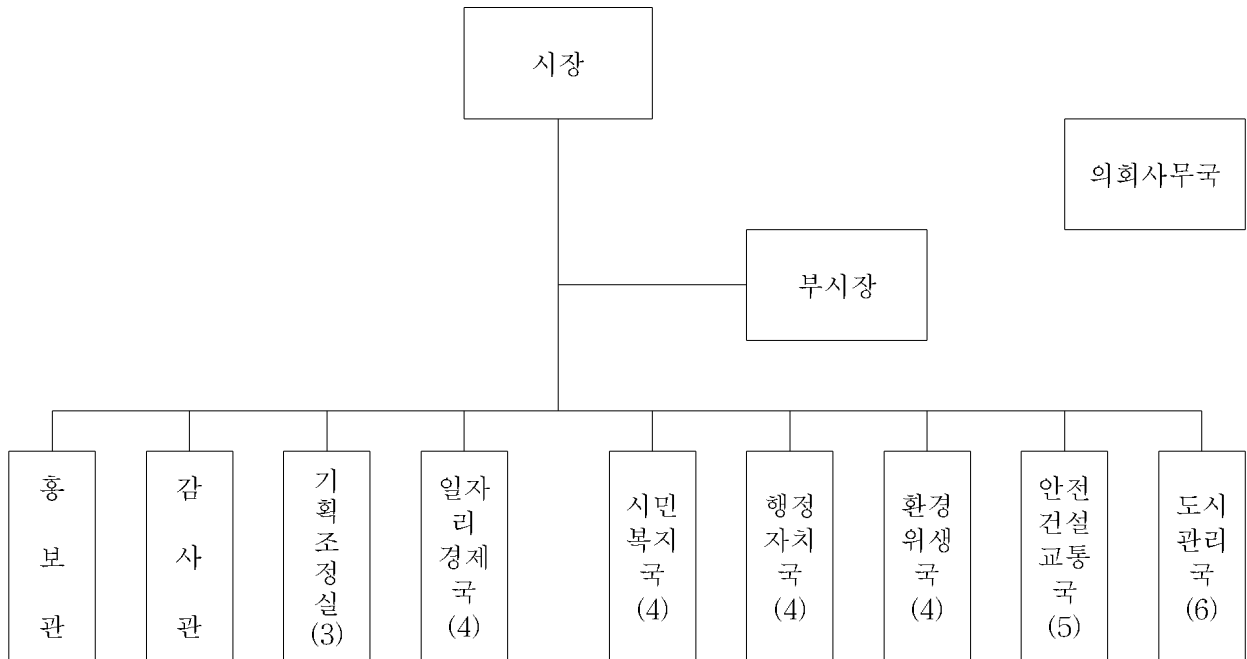 시장
의회사무국
부시장
홍
보
관
감
사
관
기
획
조
정
실
(3)
일자
리
경제
국
(4)
시민
복지
국
(4)
행정
자치
국
(4)
환경
위생
국
(4)
안전
건설
교통
국
(5)
도시
관리
국
(6)